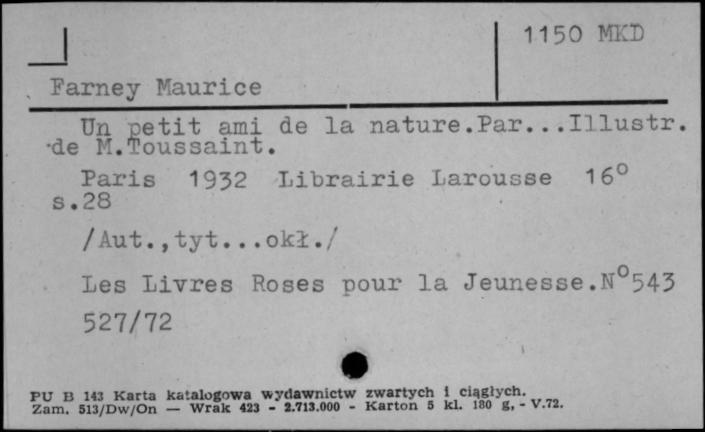 1150 MKD
Farney Maurice
Un petit ami de la nature.Par...Illustr.
de M.Toussaint.
Paris 1932 Librairie Larousse 16°
s.28
/Aut.,tyt...okł./
Les Livres Roses pour la Jeunesse.N°543
527/72
PU B 143 Karta katalogowa wydawnictw zwartych i ciągłych.
Zam. 513/Dw/On — Wrak 423 - 2.713.000 - Karton 5 kl. 180 g, - V.72.